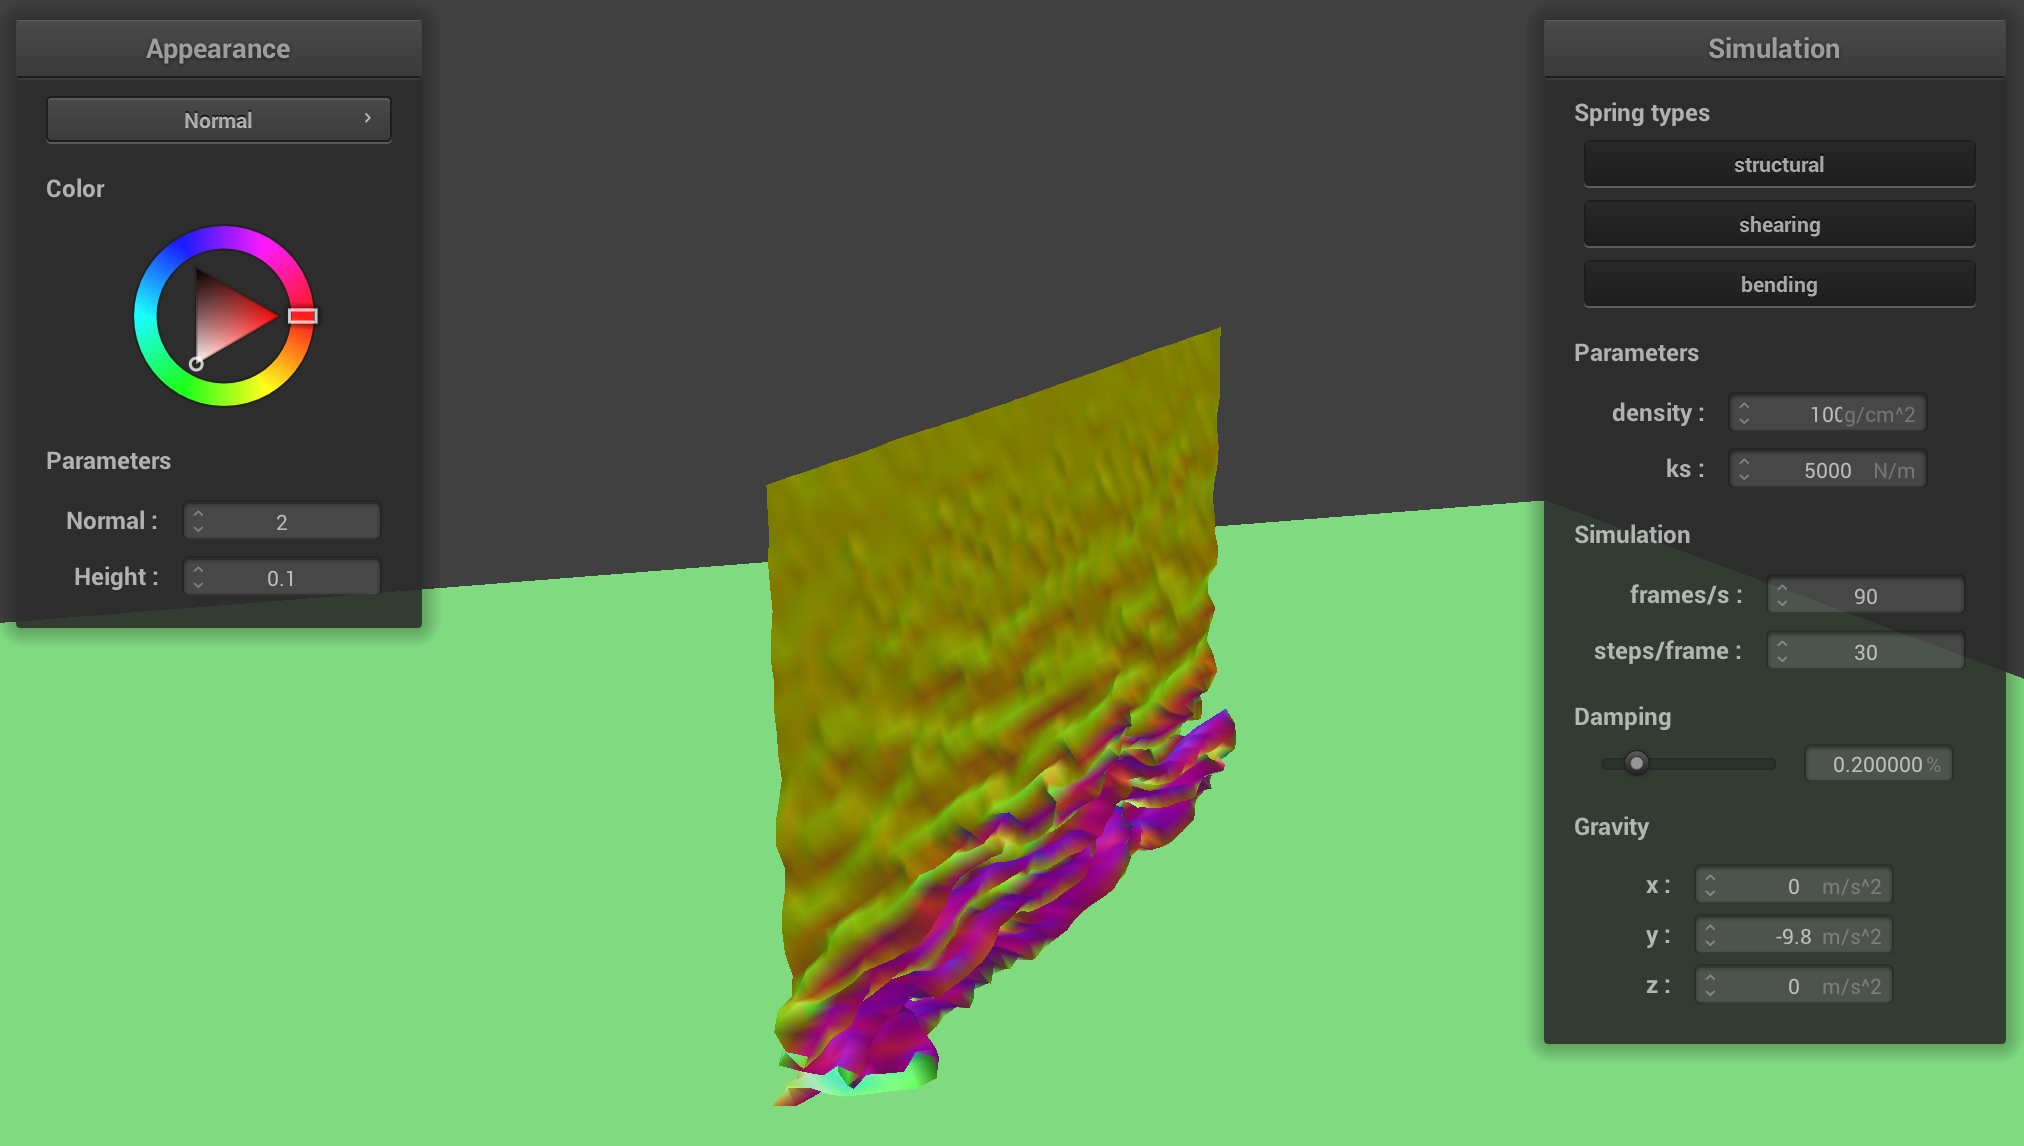 Appearance
Normal
Color
Parameters
Normal : 2
Height : 0.1
Simulation
Spring types
structural
shearing
bending
Parameters
density : 100 g/cm^2
ks : 5000 N/m
Simulation
frames/s : 90
steps/frame : 30
Damping
0.200000 %
Gravity
x : 0 m/s^2
y : -9.8 m/s^2
z : 0 m/s^2